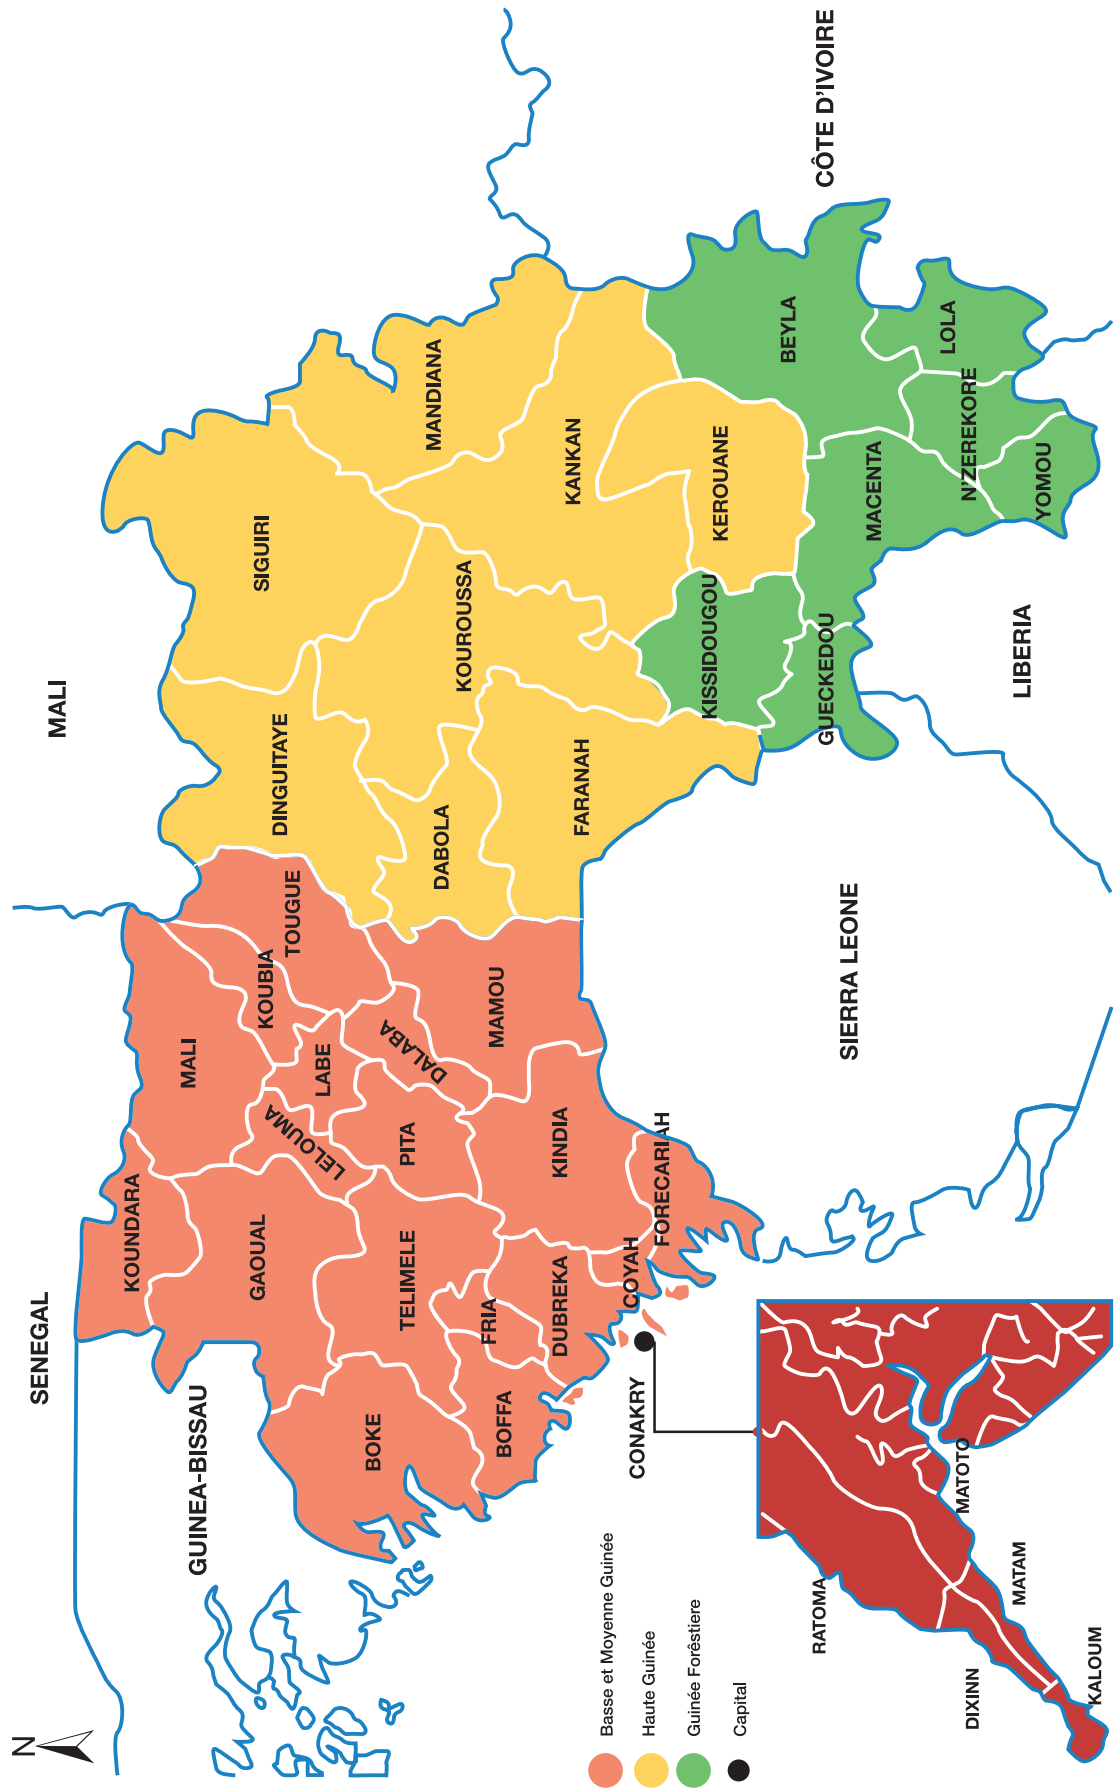 N
SENEGAL
MALI
GUINEA-BISSAU
KOUNDARA
MALI
KOUBIA
TOUGUE
GAOUAL
LELOUMA
LABE
DINGUITAYE
SIGUIRI
BOKE
TELIMELE
PITA
DALABA
DABOLA
KOUROUSSA
MANDIANA
BOFFA
FRIA
DUBREKA
KINDIA
MAMOU
FARANAH
KANKAN
CONAKRY
COYAH
FORECARIAH
KISSIDOUGOU
KEROUANE
BEYLA
GUECKEDOU
MACENTA
CÔTE D'IVOIRE
SIERRA LEONE
LIBERIA
N'ZEREKORE
LOLA
YOMOU
Basse et Moyenne Guinée
Haute Guinée
Guinée Forêstiere
Capital
RATOMA
DIXINN
MATOTO
MATAM
KALOUM